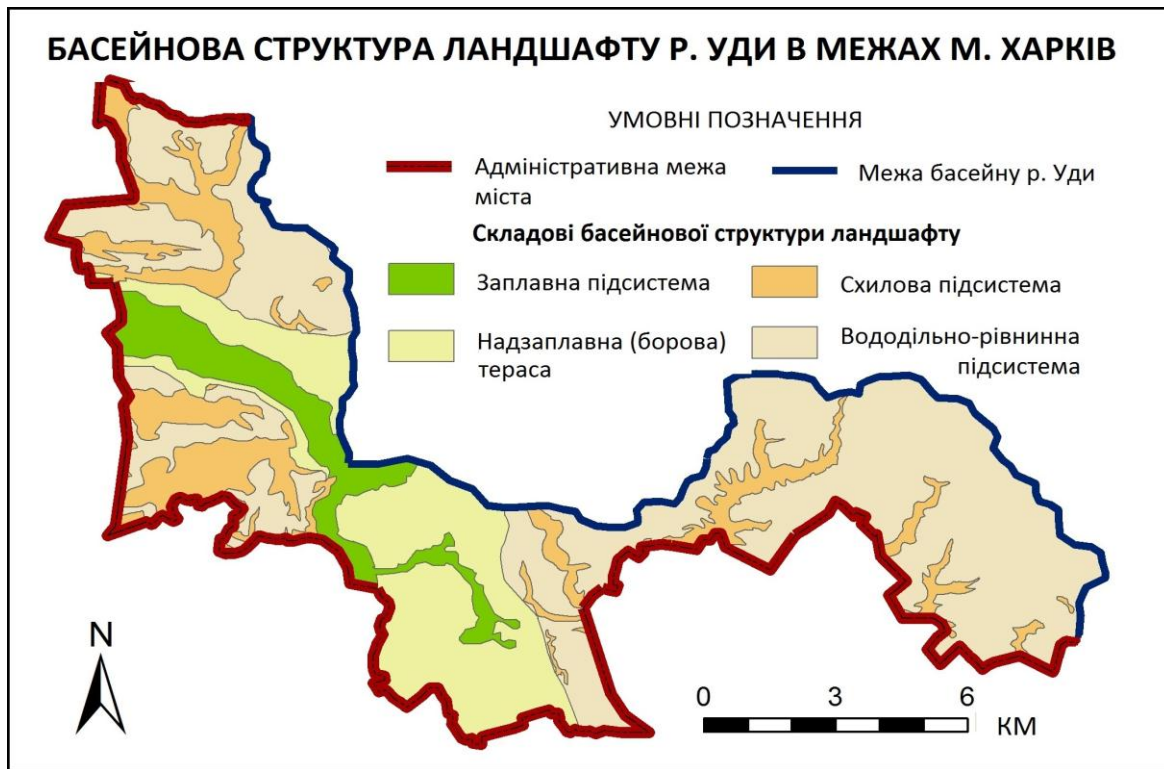 БАСЕЙНОВА СТРУКТУРА ЛАНДШАФТУ Р. УДИ В МЕЖАХ М. ХАРКІВ
УМОВНІ ПОЗНАЧЕННЯ
Адміністративна межа
міста
Межа басейну р. Уди
Складові басейнової структури ландшафту
Заплавна підсистема
Схилова підсистема
Надзаплавна (борова)
тераса
Вододільно-рівнинна
підсистема
N
0 3 6
КМ